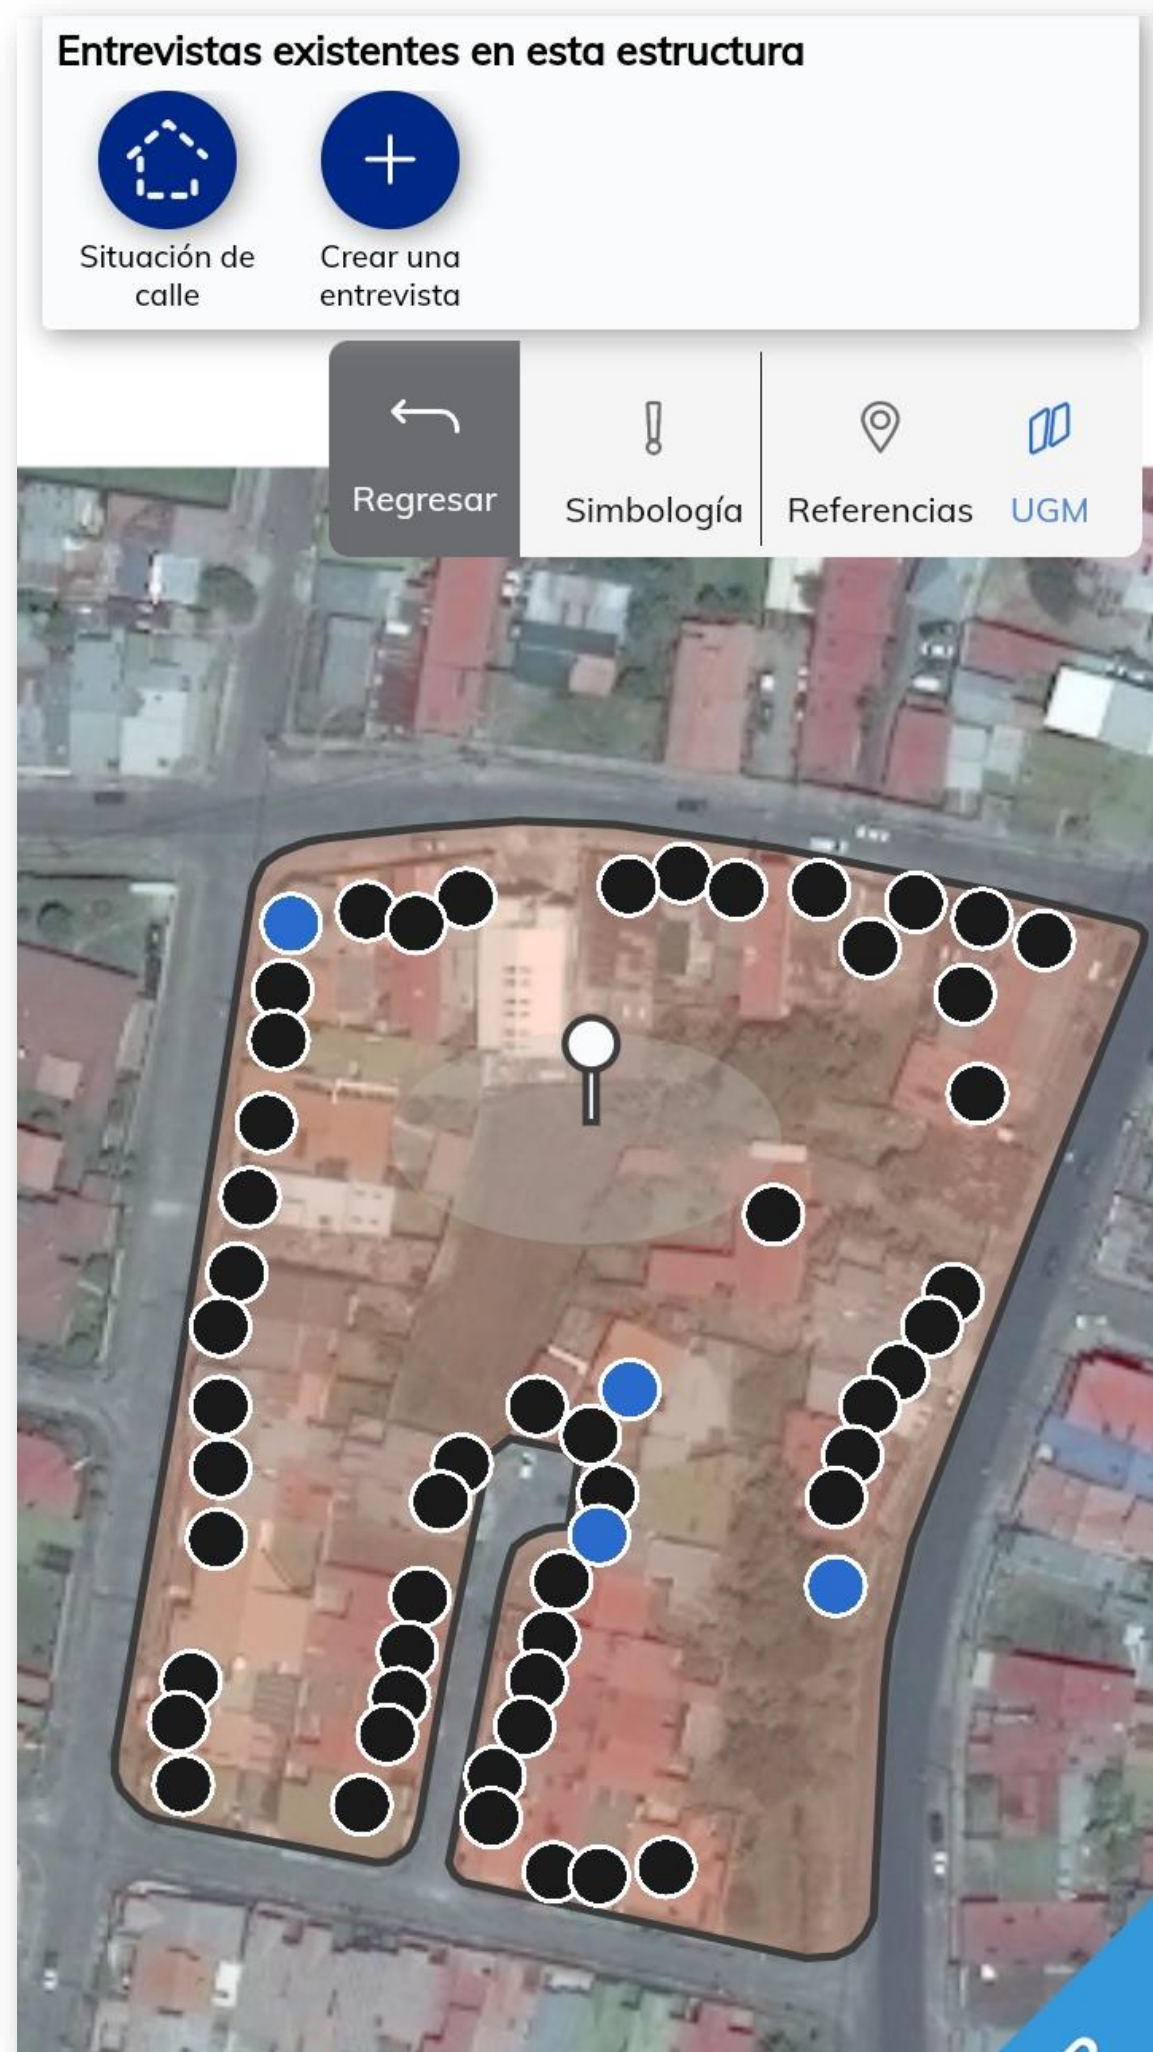 Entrevistas existentes en esta estructura
Situación de
calle
Crear una
entrevista
Regresar
Simbología
Referencias
UGM